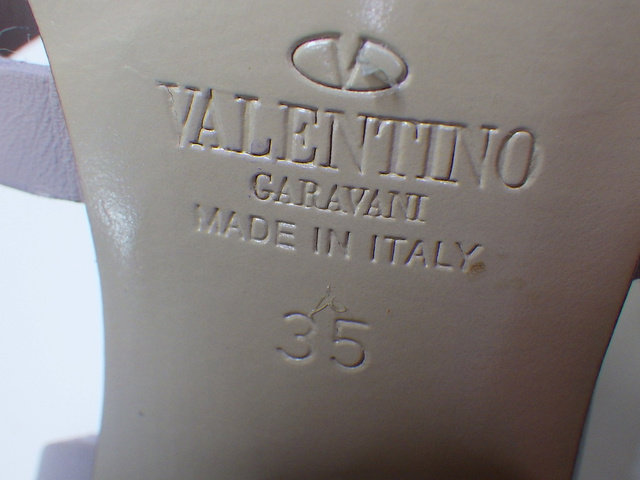 V
VALENTINO
GARAVANI
MADE IN ITALY
35